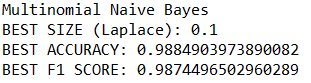 Multinomial Naive Bayes
BEST SIZE (Laplace): 0.1
BEST ACCURACY: 0.9884903973890082
BEST F1 SCORE: 0.9874496502960289